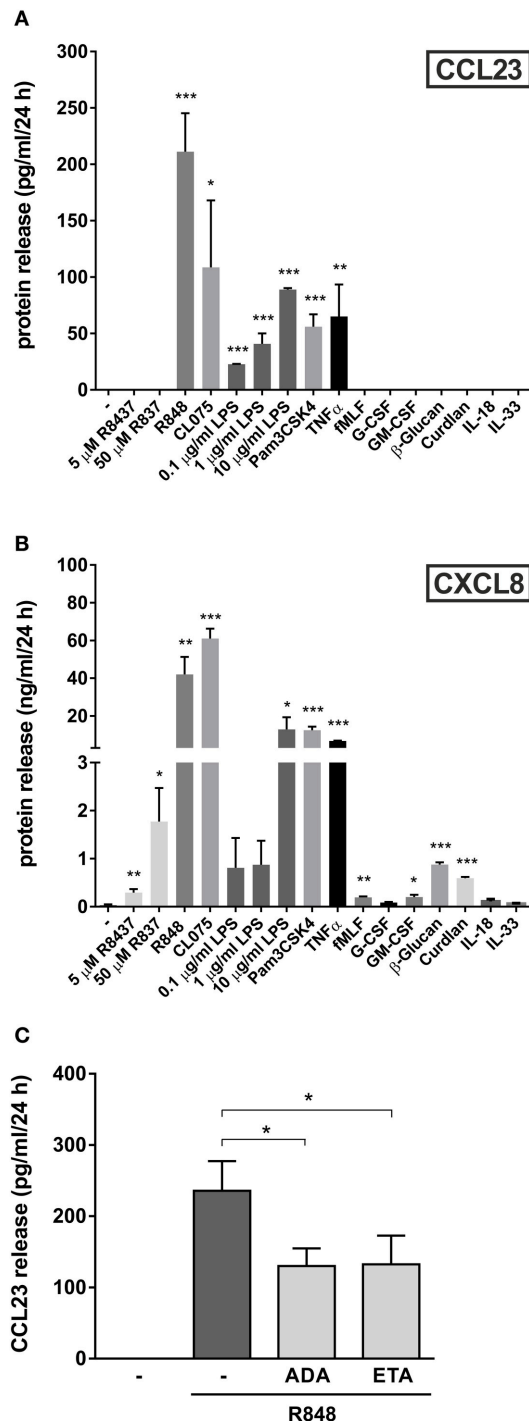 A
CCL23
protein release (pg/ml/24 h)
300
250
200
150
100
50
0
***
*
***
***
***
***
**
-
5 μM R8437
50 μM R837
R848
CL075
0.1 μg/ml LPS
1 μg/ml LPS
10 μg/ml LPS
Pam3CSK4
TNFα
fMLF
G-CSF
GM-CSF
β-Glucan
Curdlan
IL-18
IL-33
B
CXCL8
protein release (ng/ml/24 h)
100
80
60
40
20
3
2
1
0
**
*
**
***
*
***
***
**
*
***
***
-
5 μM R8437
50 μM R837
R848
CL075
0.1 μg/ml LPS
1 μg/ml LPS
10 μg/ml LPS
Pam3CSK4
TNFα
fMLF
G-CSF
GM-CSF
β-Glucan
Curdlan
IL-18
IL-33
C
CCL23 release (pg/ml/24 h)
400
300
200
100
0
*
*
- - ADA ETA
R848